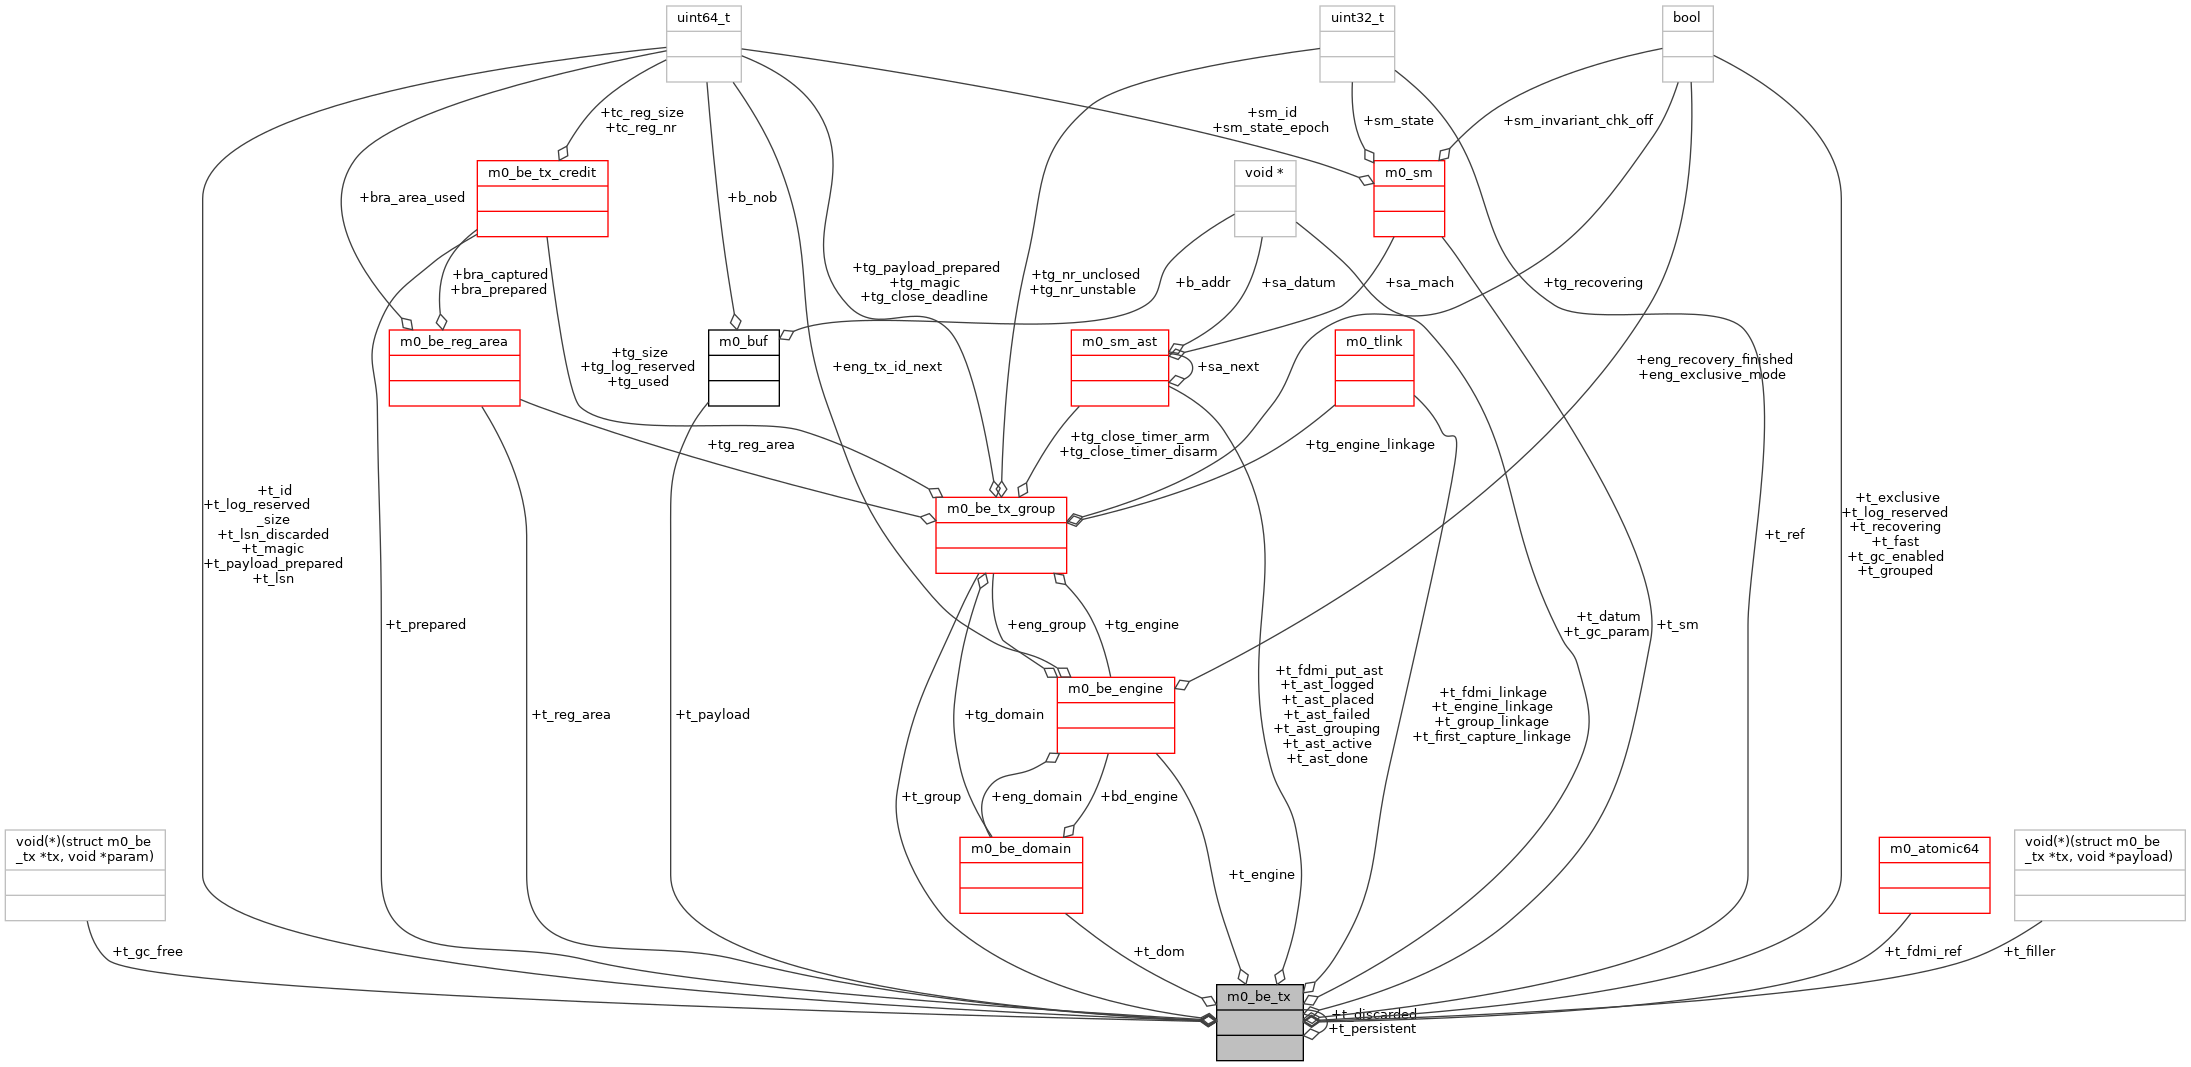 uint64_t
uint32_t
bool
+tc_reg_size
+tc_reg_nr
+sm_id
+sm_state_epoch
+sm_state
+sm_invariant_chk_off
m0_be_tx_credit
void *
m0_sm
+bra_area_used
+b_nob
+bra_captured
+bra_prepared
+tg_payload_prepared
+tg_magic
+tg_close_deadline
+tg_nr_unclosed
+tg_nr_unstable
+b_addr
+sa_datum
+sa_mach
+tg_recovering
m0_be_reg_area
m0_buf
m0_sm_ast
m0_tlink
+tg_size
+tg_log_reserved
+tg_used
+eng_tx_id_next
+sa_next
+eng_recovery_finished
+eng_exclusive_mode
+tg_reg_area
+tg_close_timer_arm
+tg_close_timer_disarm
+tg_engine_linkage
+t_id
+t_log_reserved
_size
+t_lsn_discarded
+t_magic
+t_payload_prepared
+t_lsn
m0_be_tx_group
+t_ref
+t_exclusive
+t_log_reserved
+t_recovering
+t_fast
+t_gc_enabled
+t_grouped
+t_prepared
+eng_group
+tg_engine
+t_datum
+t_gc_param
+t_sm
+t_reg_area
+t_payload
+tg_domain
m0_be_engine
+t_fdmi_put_ast
+t_ast_logged
+t_ast_placed
+t_ast_failed
+t_ast_grouping
+t_ast_active
+t_ast_done
+t_fdmi_linkage
+t_engine_linkage
+t_group_linkage
+t_first_capture_linkage
+t_group
+eng_domain
+bd_engine
void(*)(struct m0_be
_tx *tx, void *param)
m0_be_domain
+t_engine
m0_atomic64
void(*)(struct m0_be
_tx *tx, void *payload)
+t_gc_free
+t_dom
+t_fdmi_ref
+t_filler
m0_be_tx
+t_discarded
+t_persistent